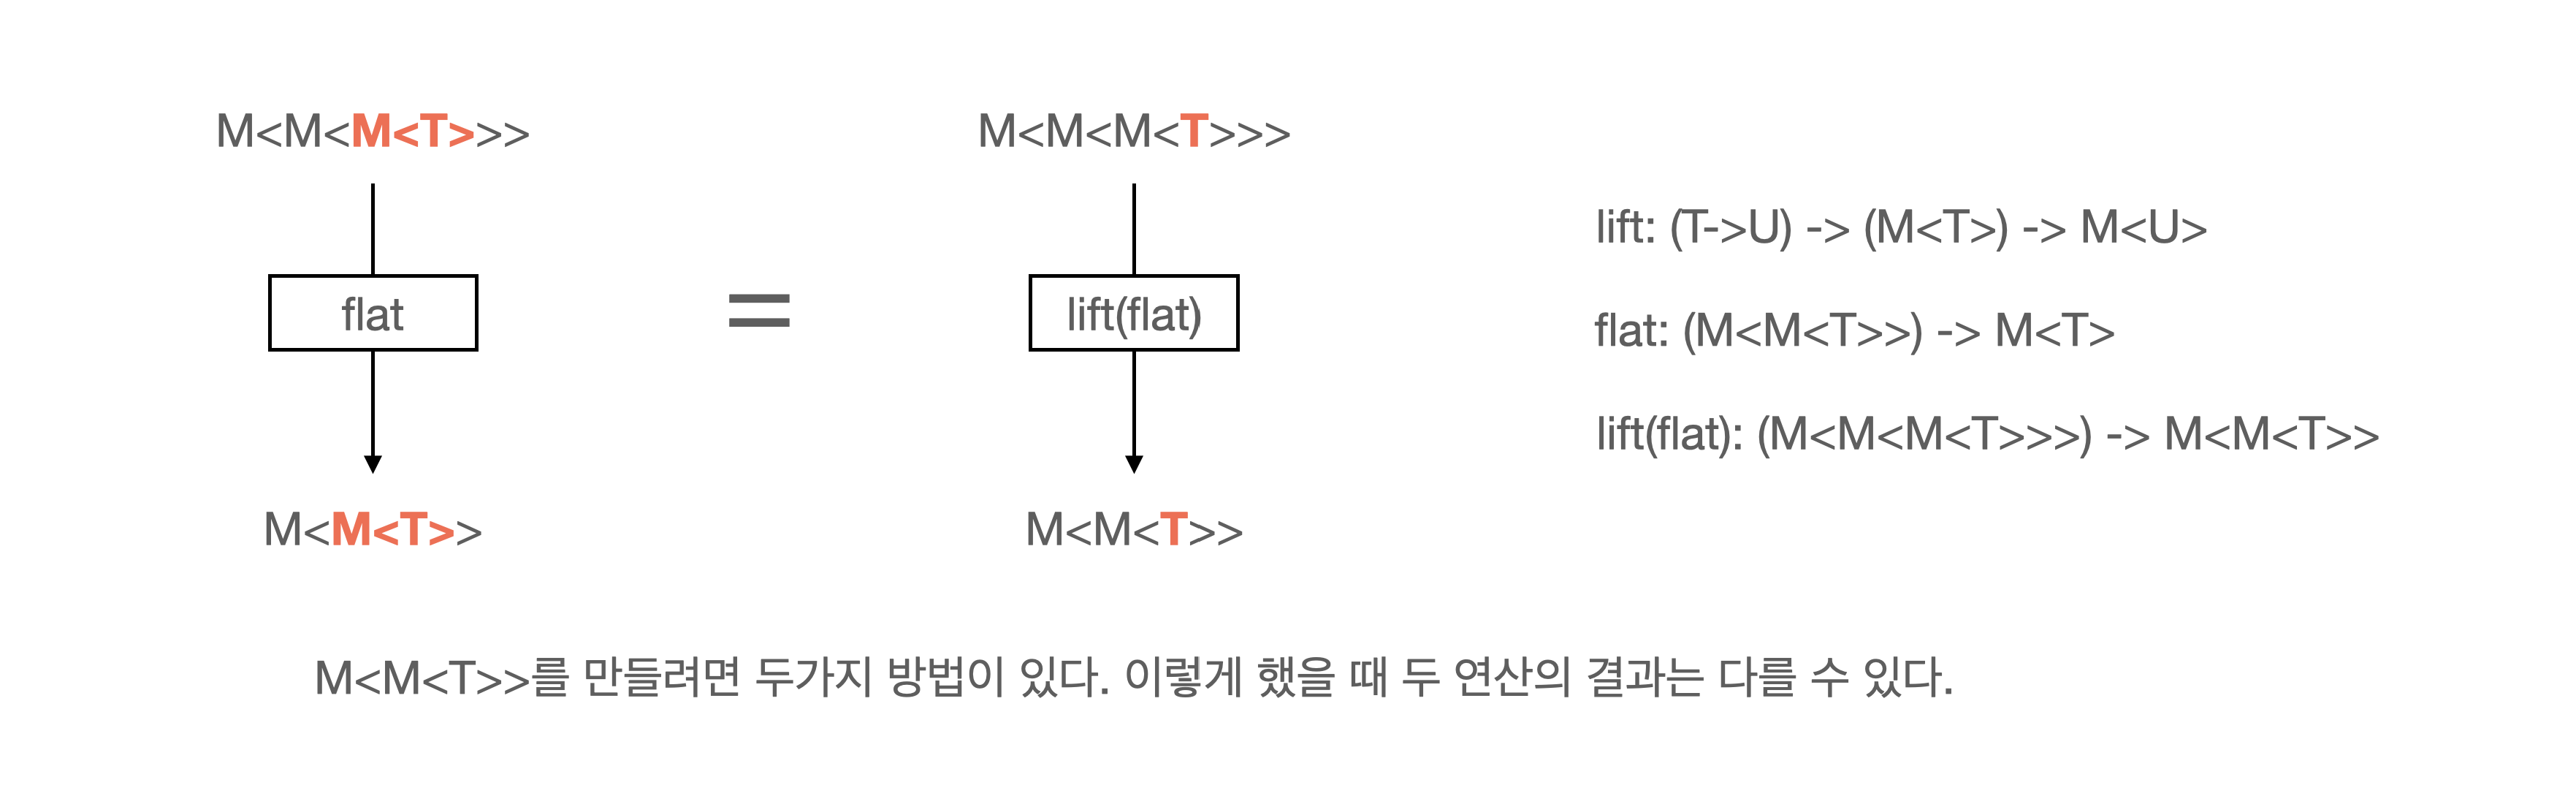 M<M<M<T>>>
flat
M<M<T>>
=
M<M<M<T>>>
lift(flat)
M<M<T>>
lift: (T->U) -> (M<T>) -> M<U>
flat: (M<M<T>>) -> M<T>
lift(flat): (M<M<M<T>>>) -> M<M<T>>
M<M<T>>를 만들려면 두가지 방법이 있다. 이렇게 했을 때 두 연산의 결과는 다를 수 있다.